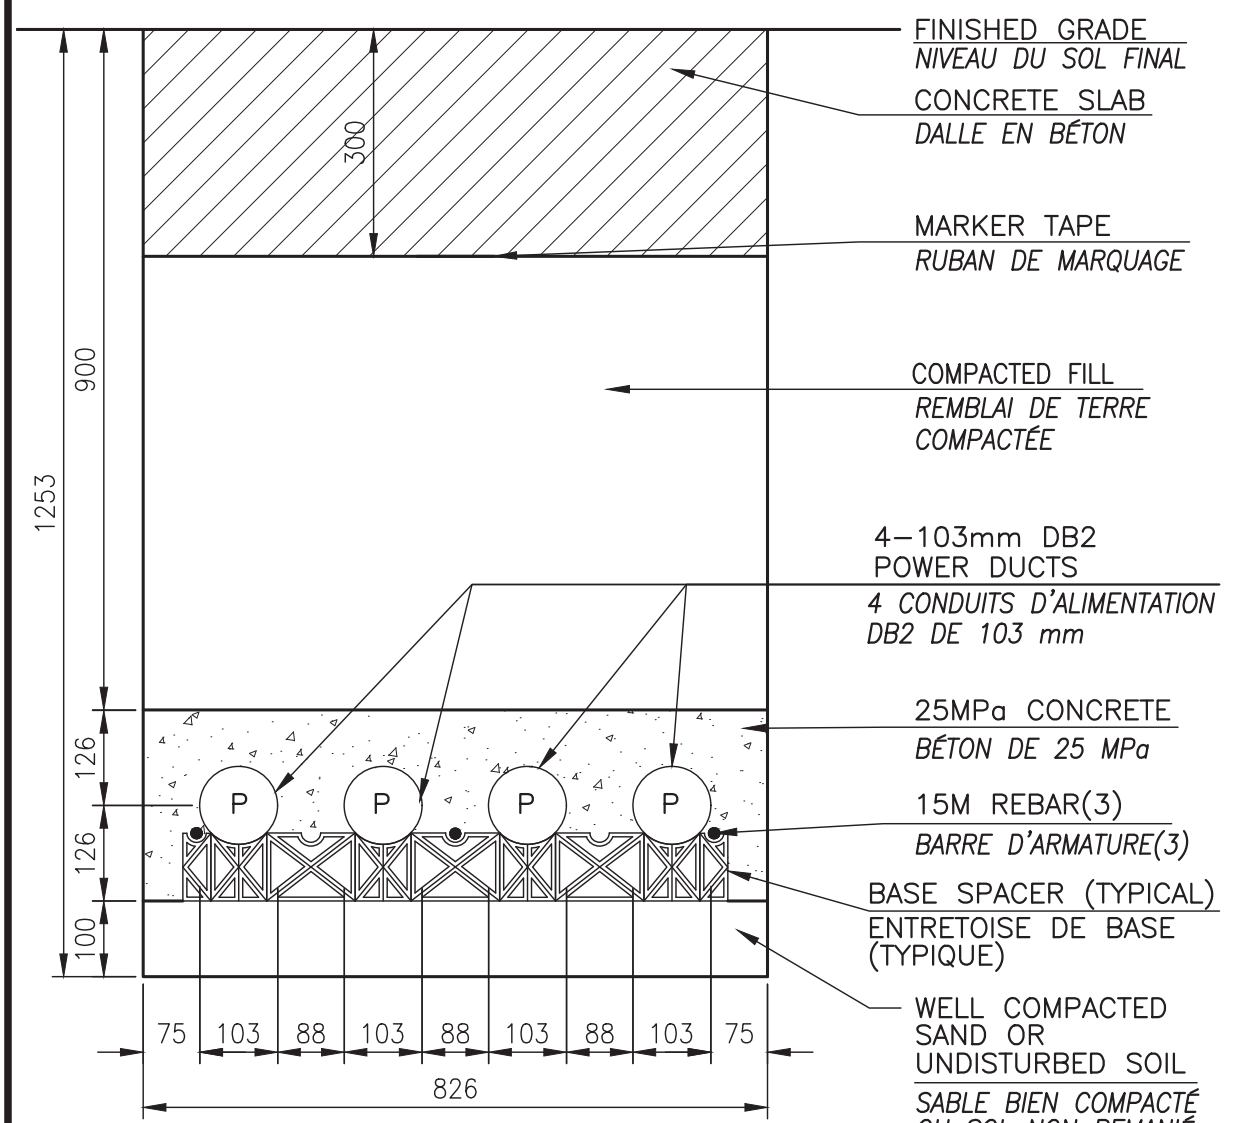 FINISHED GRADE
NIVEAU DU SOL FINAL
CONCRETE SLAB
DALLE EN BÉTON
300
MARKER TAPE
RUBAN DE MARQUAGE
900
COMPACTED FILL
REMBLAI DE TERRE
COMPACTÉE
1253
4-103mm DB2
POWER DUCTS
4 CONDUITS D'ALIMENTATION
DB2 DE 103 mm
25MPa CONCRETE
BÉTON DE 25 MPa
126
P P P P
15M REBAR(3)
BARRE D'ARMATURE(3)
126
BASE SPACER (TYPICAL)
ENTRETOISE DE BASE
(TYPIQUE)
100
WELL COMPACTED
SAND OR
UNDISTURBED SOIL
75 103 88 103 88 103 88 103 75
826
SABLE BIEN COMPACTÉ
OU SOL NON REMANIÉ